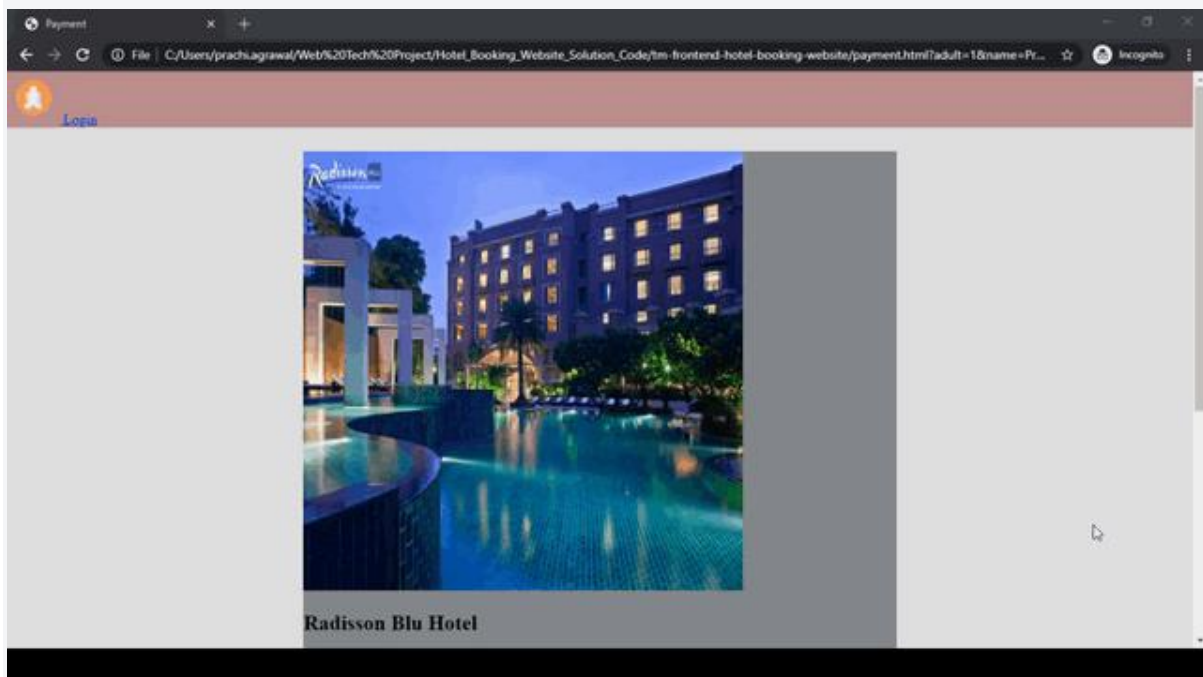 Payment
File C:/Users/prachi.agrawal/Web%20Tech%20Project/Hotel_Booking_Website_Solution_Code/tm-frontend-hotel-booking-website/payment.html?adult=1&name=Pr...
Incognito
Login
Radisson BLU
Radisson Blu Hotel